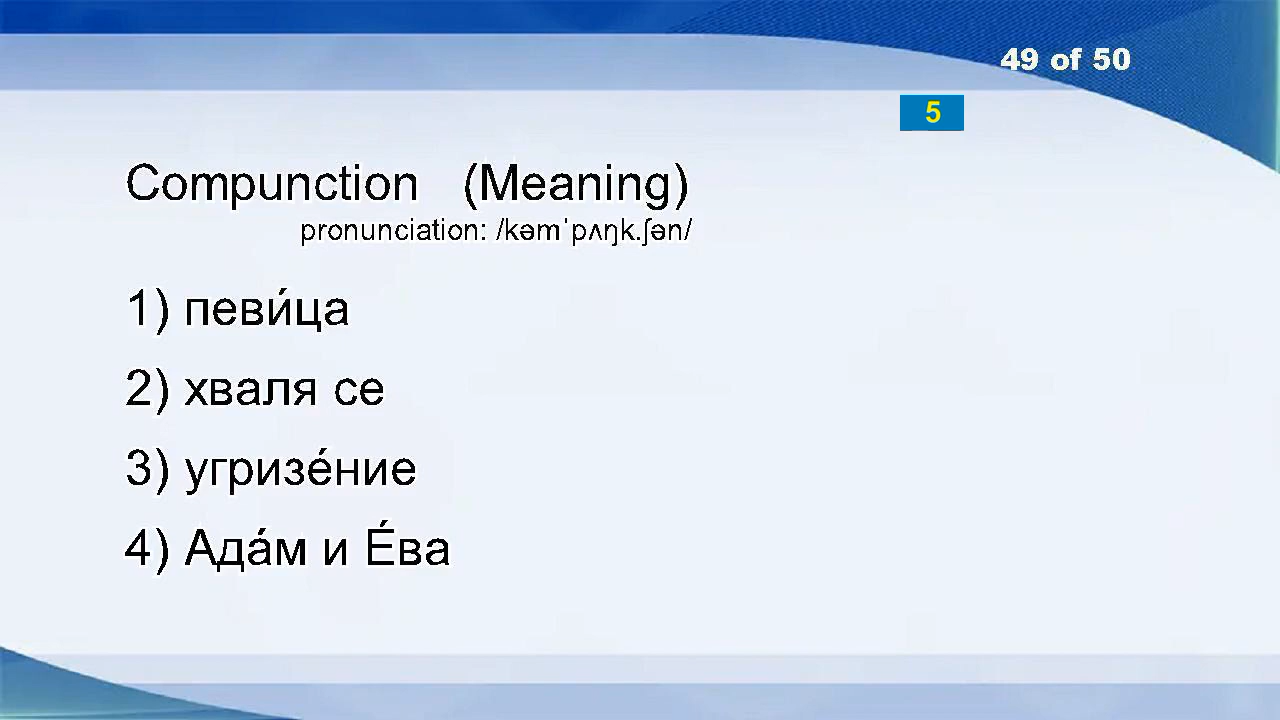 49 of 50
5
Compunction (Meaning)
pronunciation: /kəmˈpʌŋk.ʃən/
1) певи́ца
2) хваля се
3) угризе́ние
4) Ада́м и Е́ва